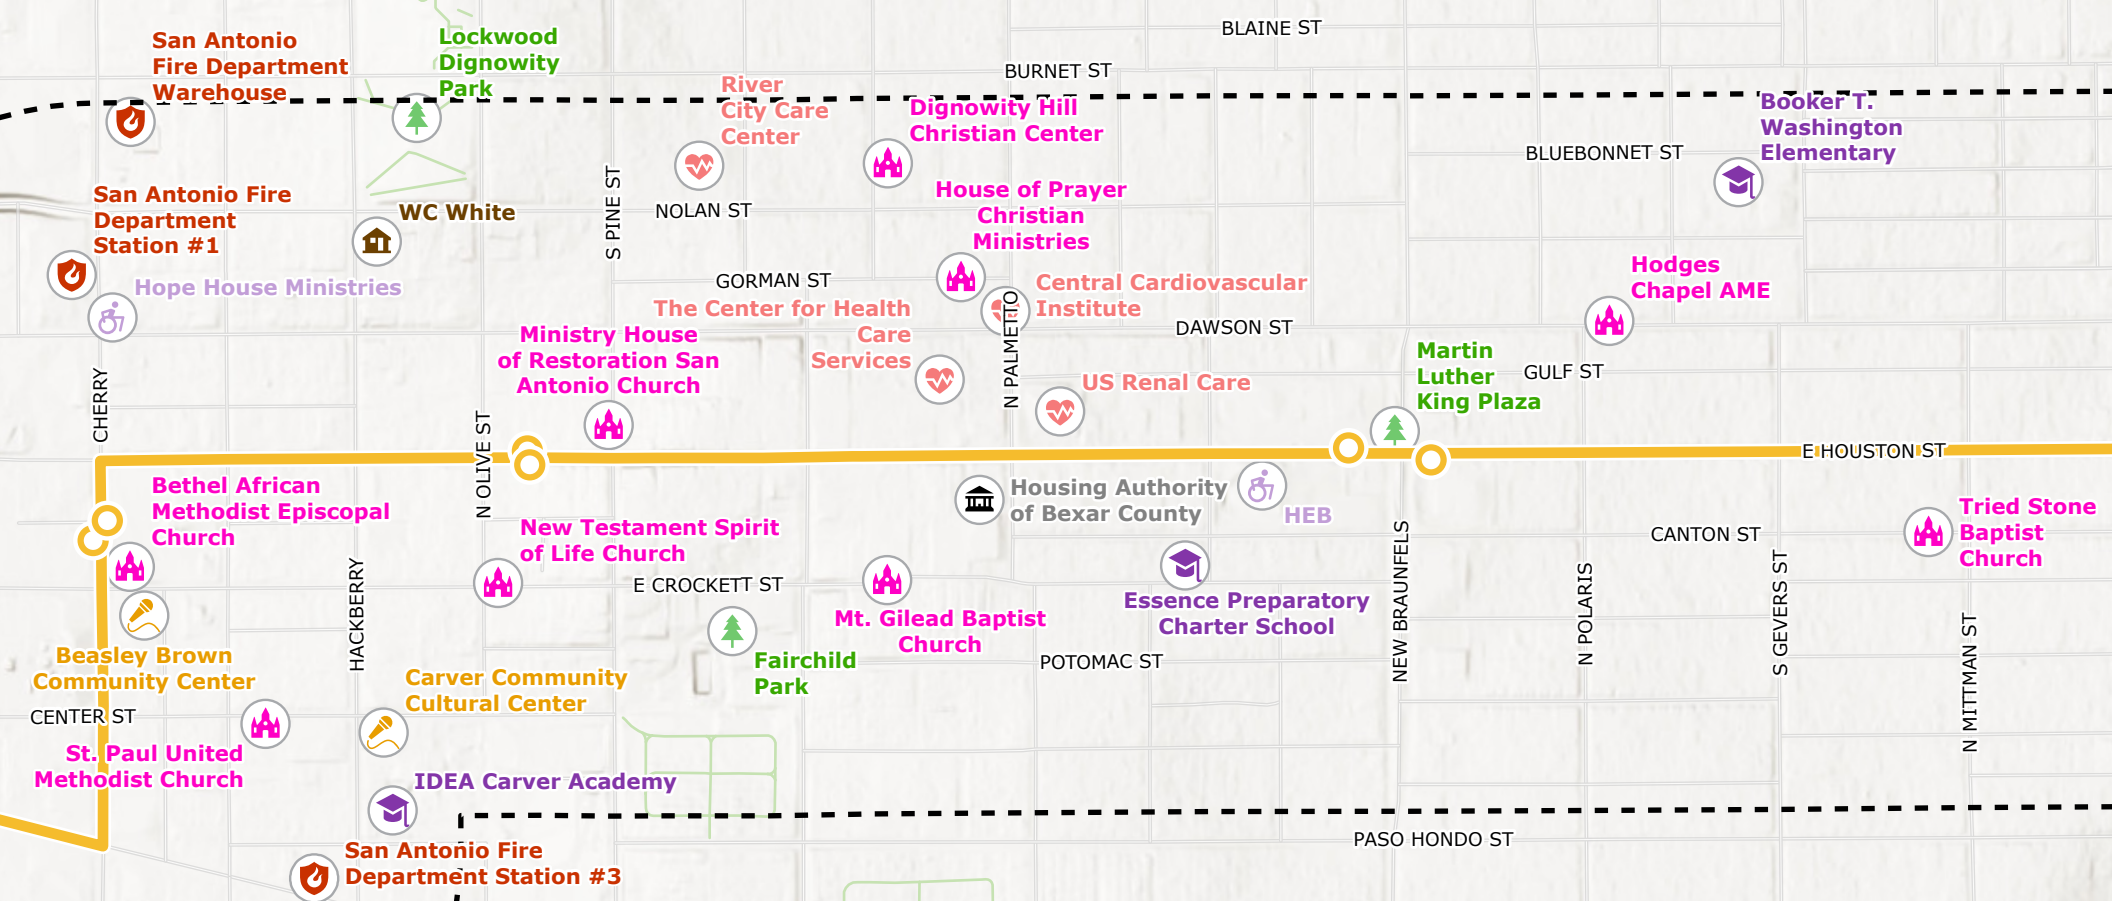 BLAINE ST
San Antonio
Fire Department
Warehouse
Lockwood
Dignowity
Park
BURNET ST
River
City Care
Center
Dignowity Hill
Christian Center
Booker T.
Washington
Elementary
BLUEBONNET ST
San Antonio Fire
Department
Station #1
WC White
S PINE ST
NOLAN ST
House of Prayer
Christian
Ministries
Hope House Ministries
GORMAN ST
Central Cardiovascular
Institute
Hodges
Chapel AME
The Center for Health
Care
Services
DAWSON ST
Ministry House
of Restoration San
Antonio Church
N PALMETTO
US Renal Care
Martin
Luther
King Plaza
GULF ST
CHERRY
N OLIVE ST
E HOUSTON ST
Bethel African
Methodist Episcopal
Church
Housing Authority
of Bexar County
HEB
New Testament Spirit
of Life Church
CANTON ST
Tried Stone
Baptist
Church
HACKBERRY
E CROCKETT ST
Mt. Gilead Baptist
Church
Essence Preparatory
Charter School
NEW BRAUNFELS
N POLARIS
S GEVERS ST
N MITTMAN ST
Beasley Brown
Community Center
Carver Community
Cultural Center
Fairchild
Park
POTOMAC ST
CENTER ST
St. Paul United
Methodist Church
IDEA Carver Academy
PASO HONDO ST
San Antonio Fire
Department Station #3